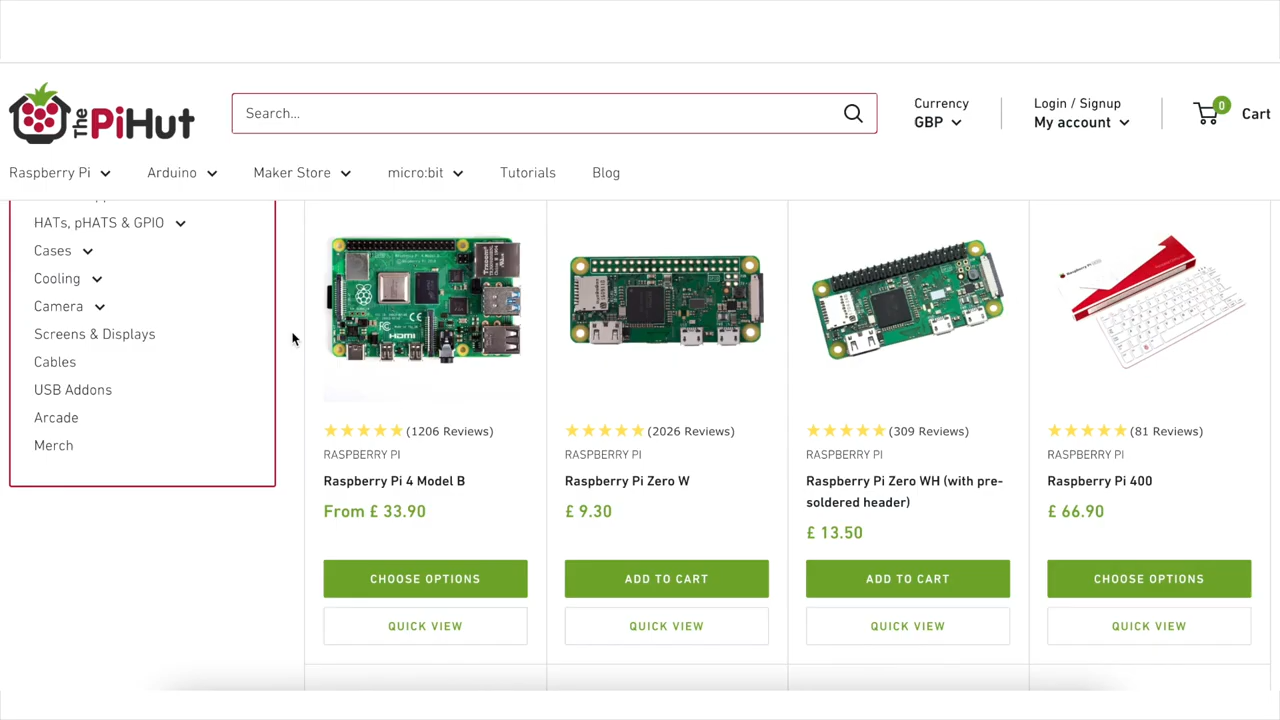 The PiHut
Search...
Currency
GBP
Login / Signup
My account
0
Cart
Raspberry Pi
Arduino
Maker Store
micro:bit
Tutorials
Blog
HATs, pHATS & GPIO
Cases
Cooling
Camera
Screens & Displays
Cables
USB Addons
Arcade
Merch
HDMI
(1206 Reviews)
RASPBERRY PI
Raspberry Pi 4 Model B
From £ 33.90
CHOOSE OPTIONS
QUICK VIEW
(2026 Reviews)
RASPBERRY PI
Raspberry Pi Zero W
£ 9.30
ADD TO CART
QUICK VIEW
(309 Reviews)
RASPBERRY PI
Raspberry Pi Zero WH (with pre-
soldered header)
£ 13.50
ADD TO CART
QUICK VIEW
(81 Reviews)
RASPBERRY PI
Raspberry Pi 400
£ 66.90
CHOOSE OPTIONS
QUICK VIEW